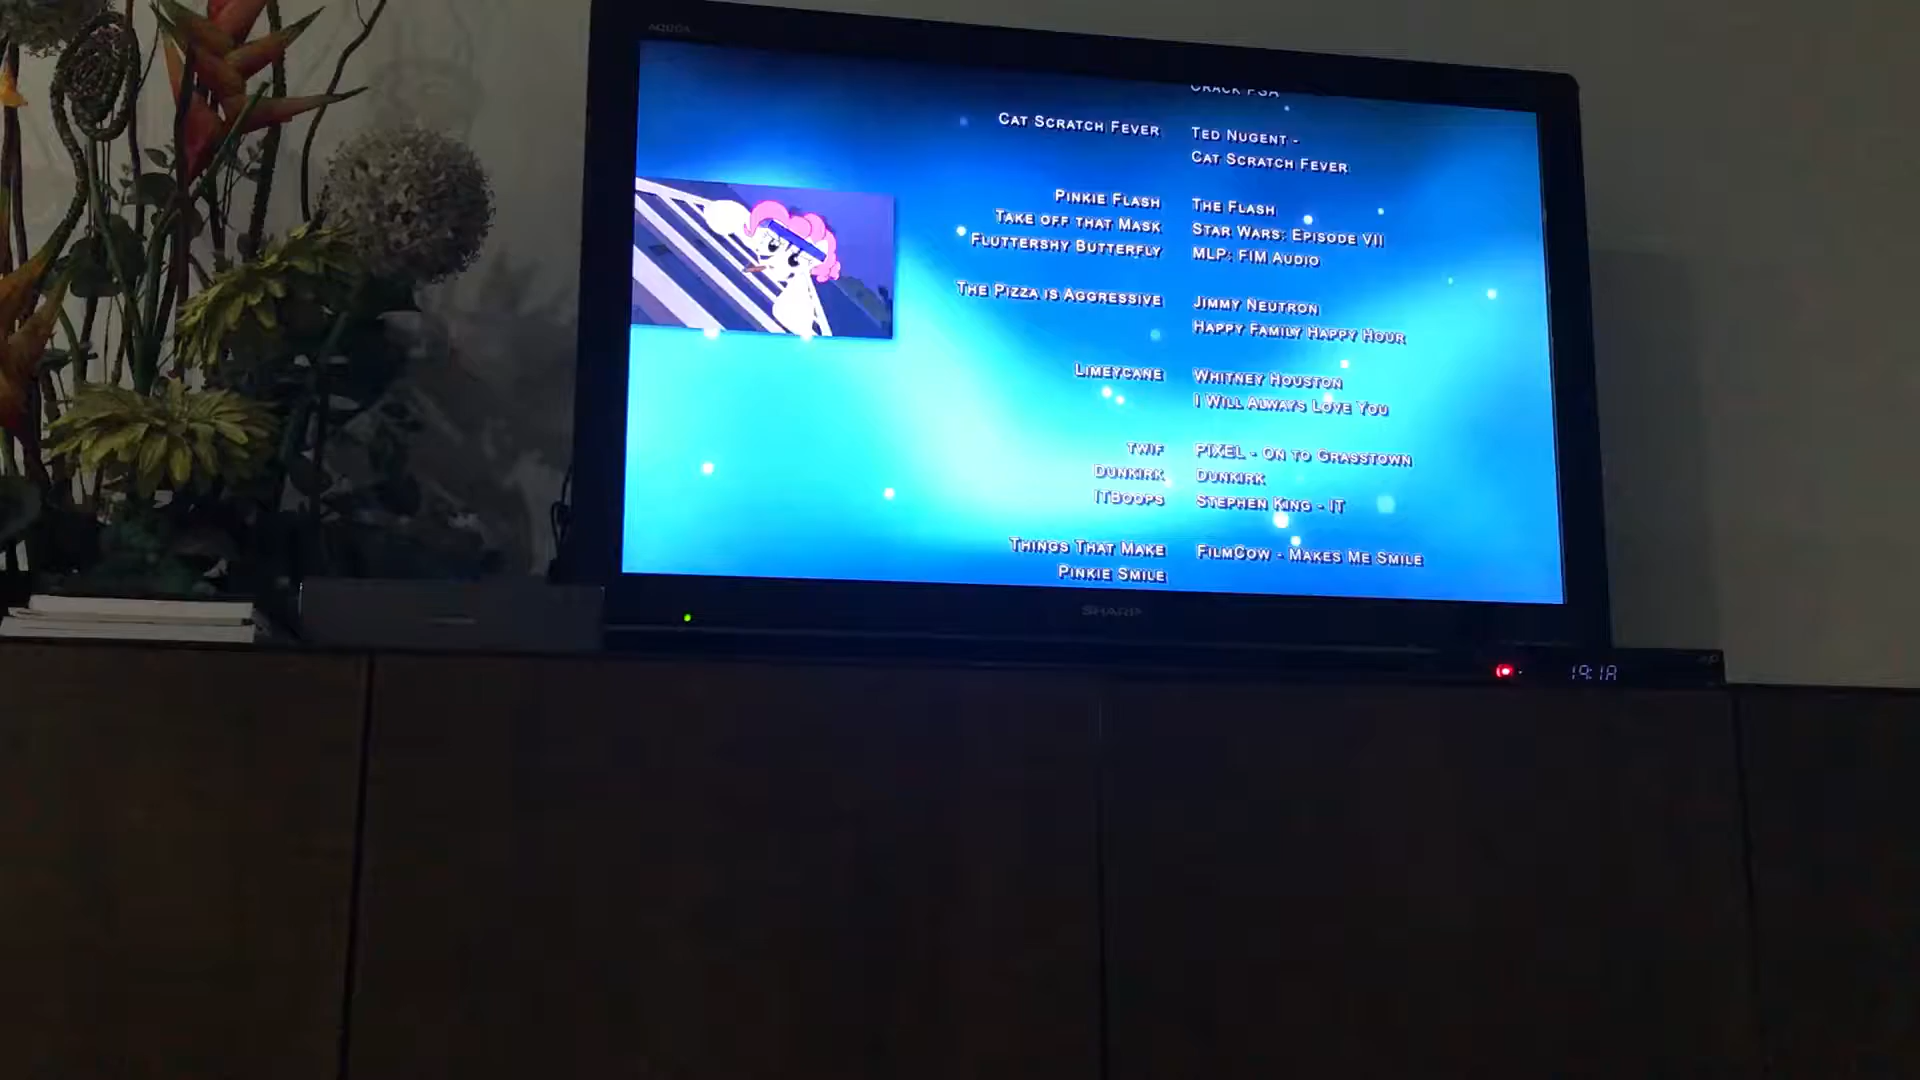 AQUOS
CRACK PSA
CAT SCRATCH FEVER TED NUGENT -
CAT SCRATCH FEVER
PINKIE FLASH THE FLASH
TAKE OFF THAT MASK STAR WARS: EPISODE VII
FLUTTERSHY BUTTERFLY MLP: FIM AUDIO
THE PIZZA IS AGGRESSIVE JIMMY NEUTRON
HAPPY FAMILY HAPPY HOUR
LIMEYCANE WHITNEY HOUSTON
I WILL ALWAYS LOVE YOU
TWIF PIXEL - ON TO GRASSTOWN
DUNKIRK DUNKIRK
ITBOOPS STEPHEN KING - IT
THINGS THAT MAKE FILMCOW - MAKES ME SMILE
PINKIE SMILE
SHARP